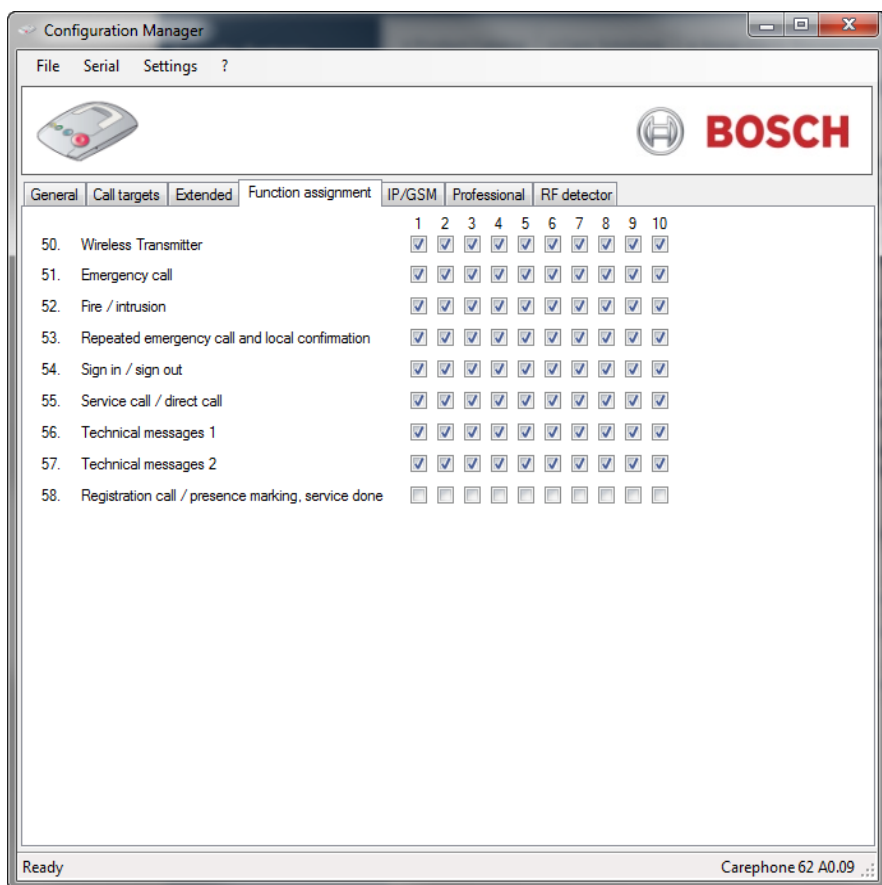 Configuration Manager
File Serial Settings ?
BOSCH
General Call targets Extended Function assignment IP/GSM Professional RF detector
1 2 3 4 5 6 7 8 9 10
50. Wireless Transmitter
51. Emergency call
52. Fire / intrusion
53. Repeated emergency call and local confirmation
54. Sign in / sign out
55. Service call / direct call
56. Technical messages 1
57. Technical messages 2
58. Registration call / presence marking, service done
Ready Carephone 62 A0.09